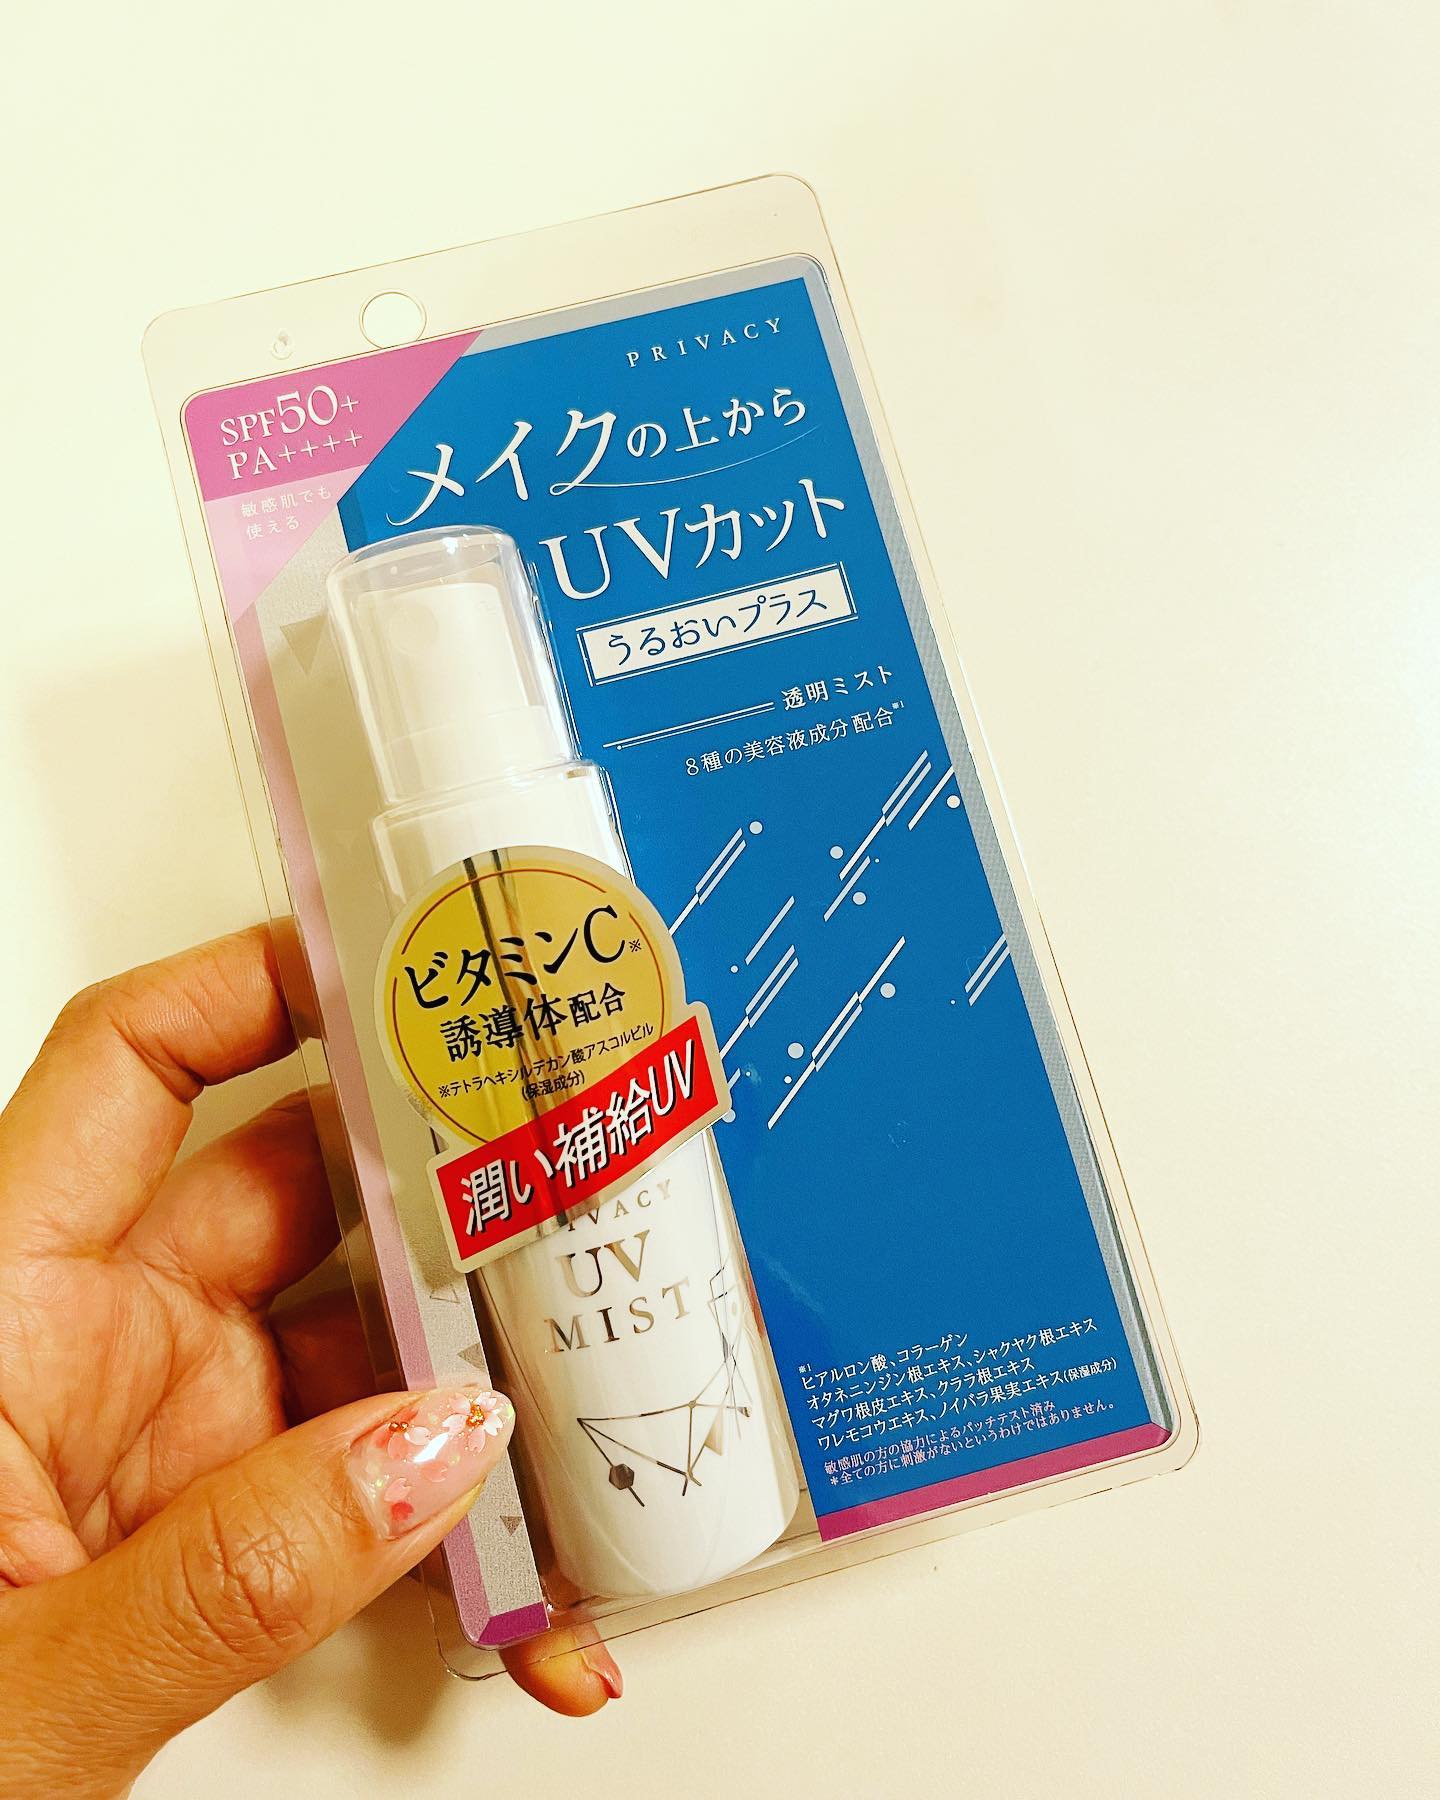 PRIVACY
SPF50+
PA++++
敏感肌でも
使える
メイクの上から
UVカット
うるおいプラス
透明ミスト
8種の美容液成分配合※1
ビタミンC※
誘導体配合
※テトラヘキシルデカン酸アスコルビル
(保湿成分)
潤い補給UV
UV
MIST
※1
ヒアルロン酸、コラーゲン
オタネニンジン根エキス、シャクヤク根エキス
マグワ根皮エキス、クララ根エキス
ワレモコウエキス、ノイバラ果実エキス(保湿成分)
敏感肌の方の協力によるパッチテスト済み
*全ての方に刺激がないというわけではありません。